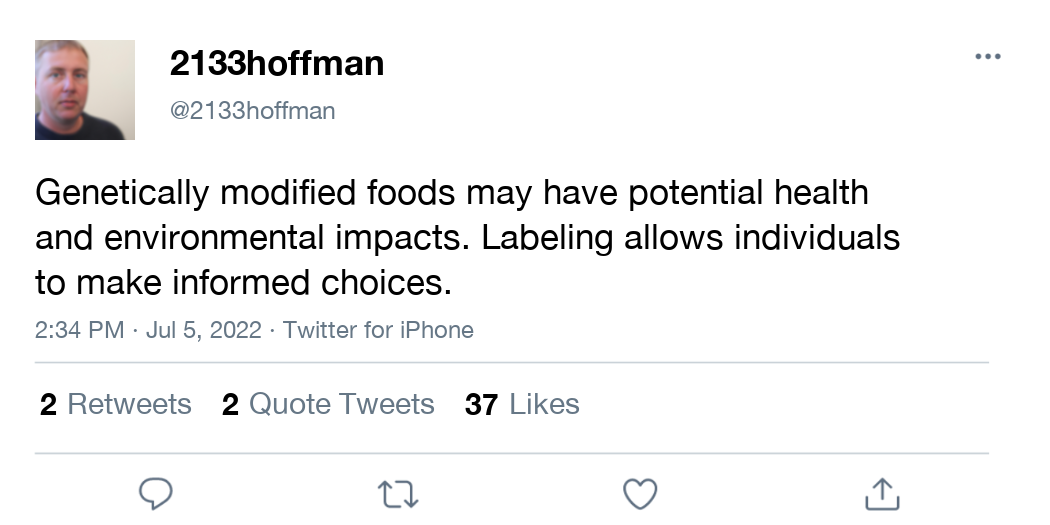 2133hoffman
@2133hoffman
Genetically modified foods may have potential health
and environmental impacts. Labeling allows individuals
to make informed choices.
2:34 PM · Jul 5, 2022 · Twitter for iPhone
2 Retweets 2 Quote Tweets 37 Likes